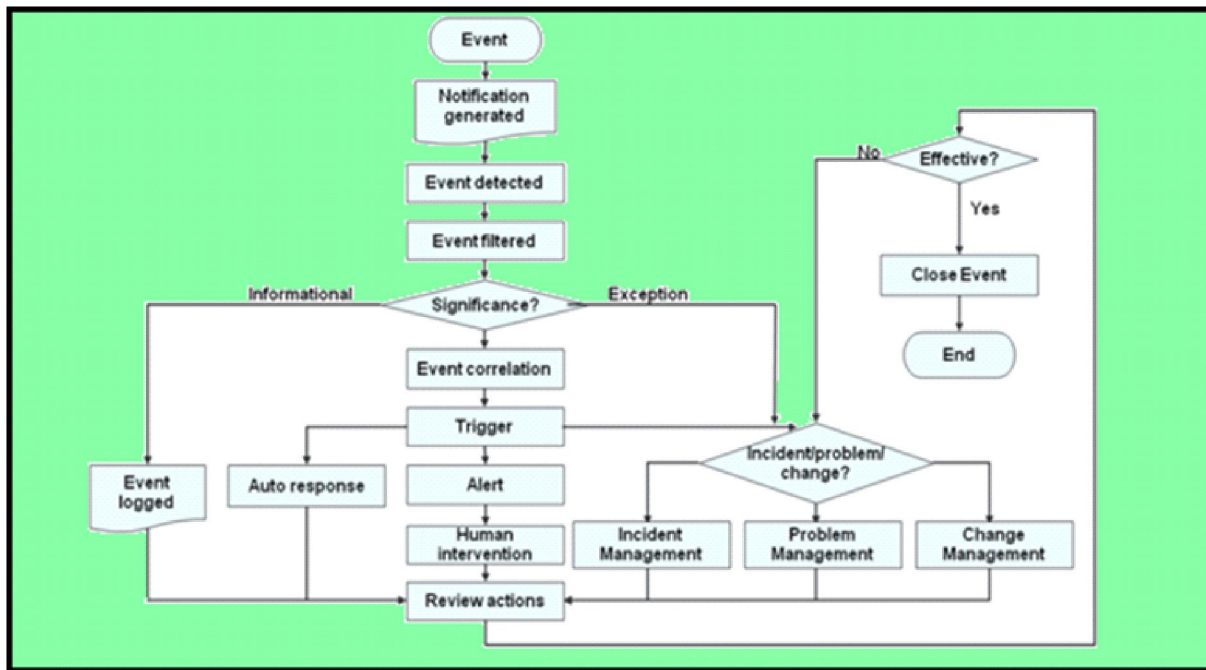 Event
Notification
generated
Event detected
Event filtered
Informational
Significance?
Exception
Event correlation
Trigger
Event
logged
Auto response
Alert
Human
intervention
Review actions
No
Effective?
Yes
Close Event
End
Incident/problem/
change?
Incident
Management
Problem
Management
Change
Management